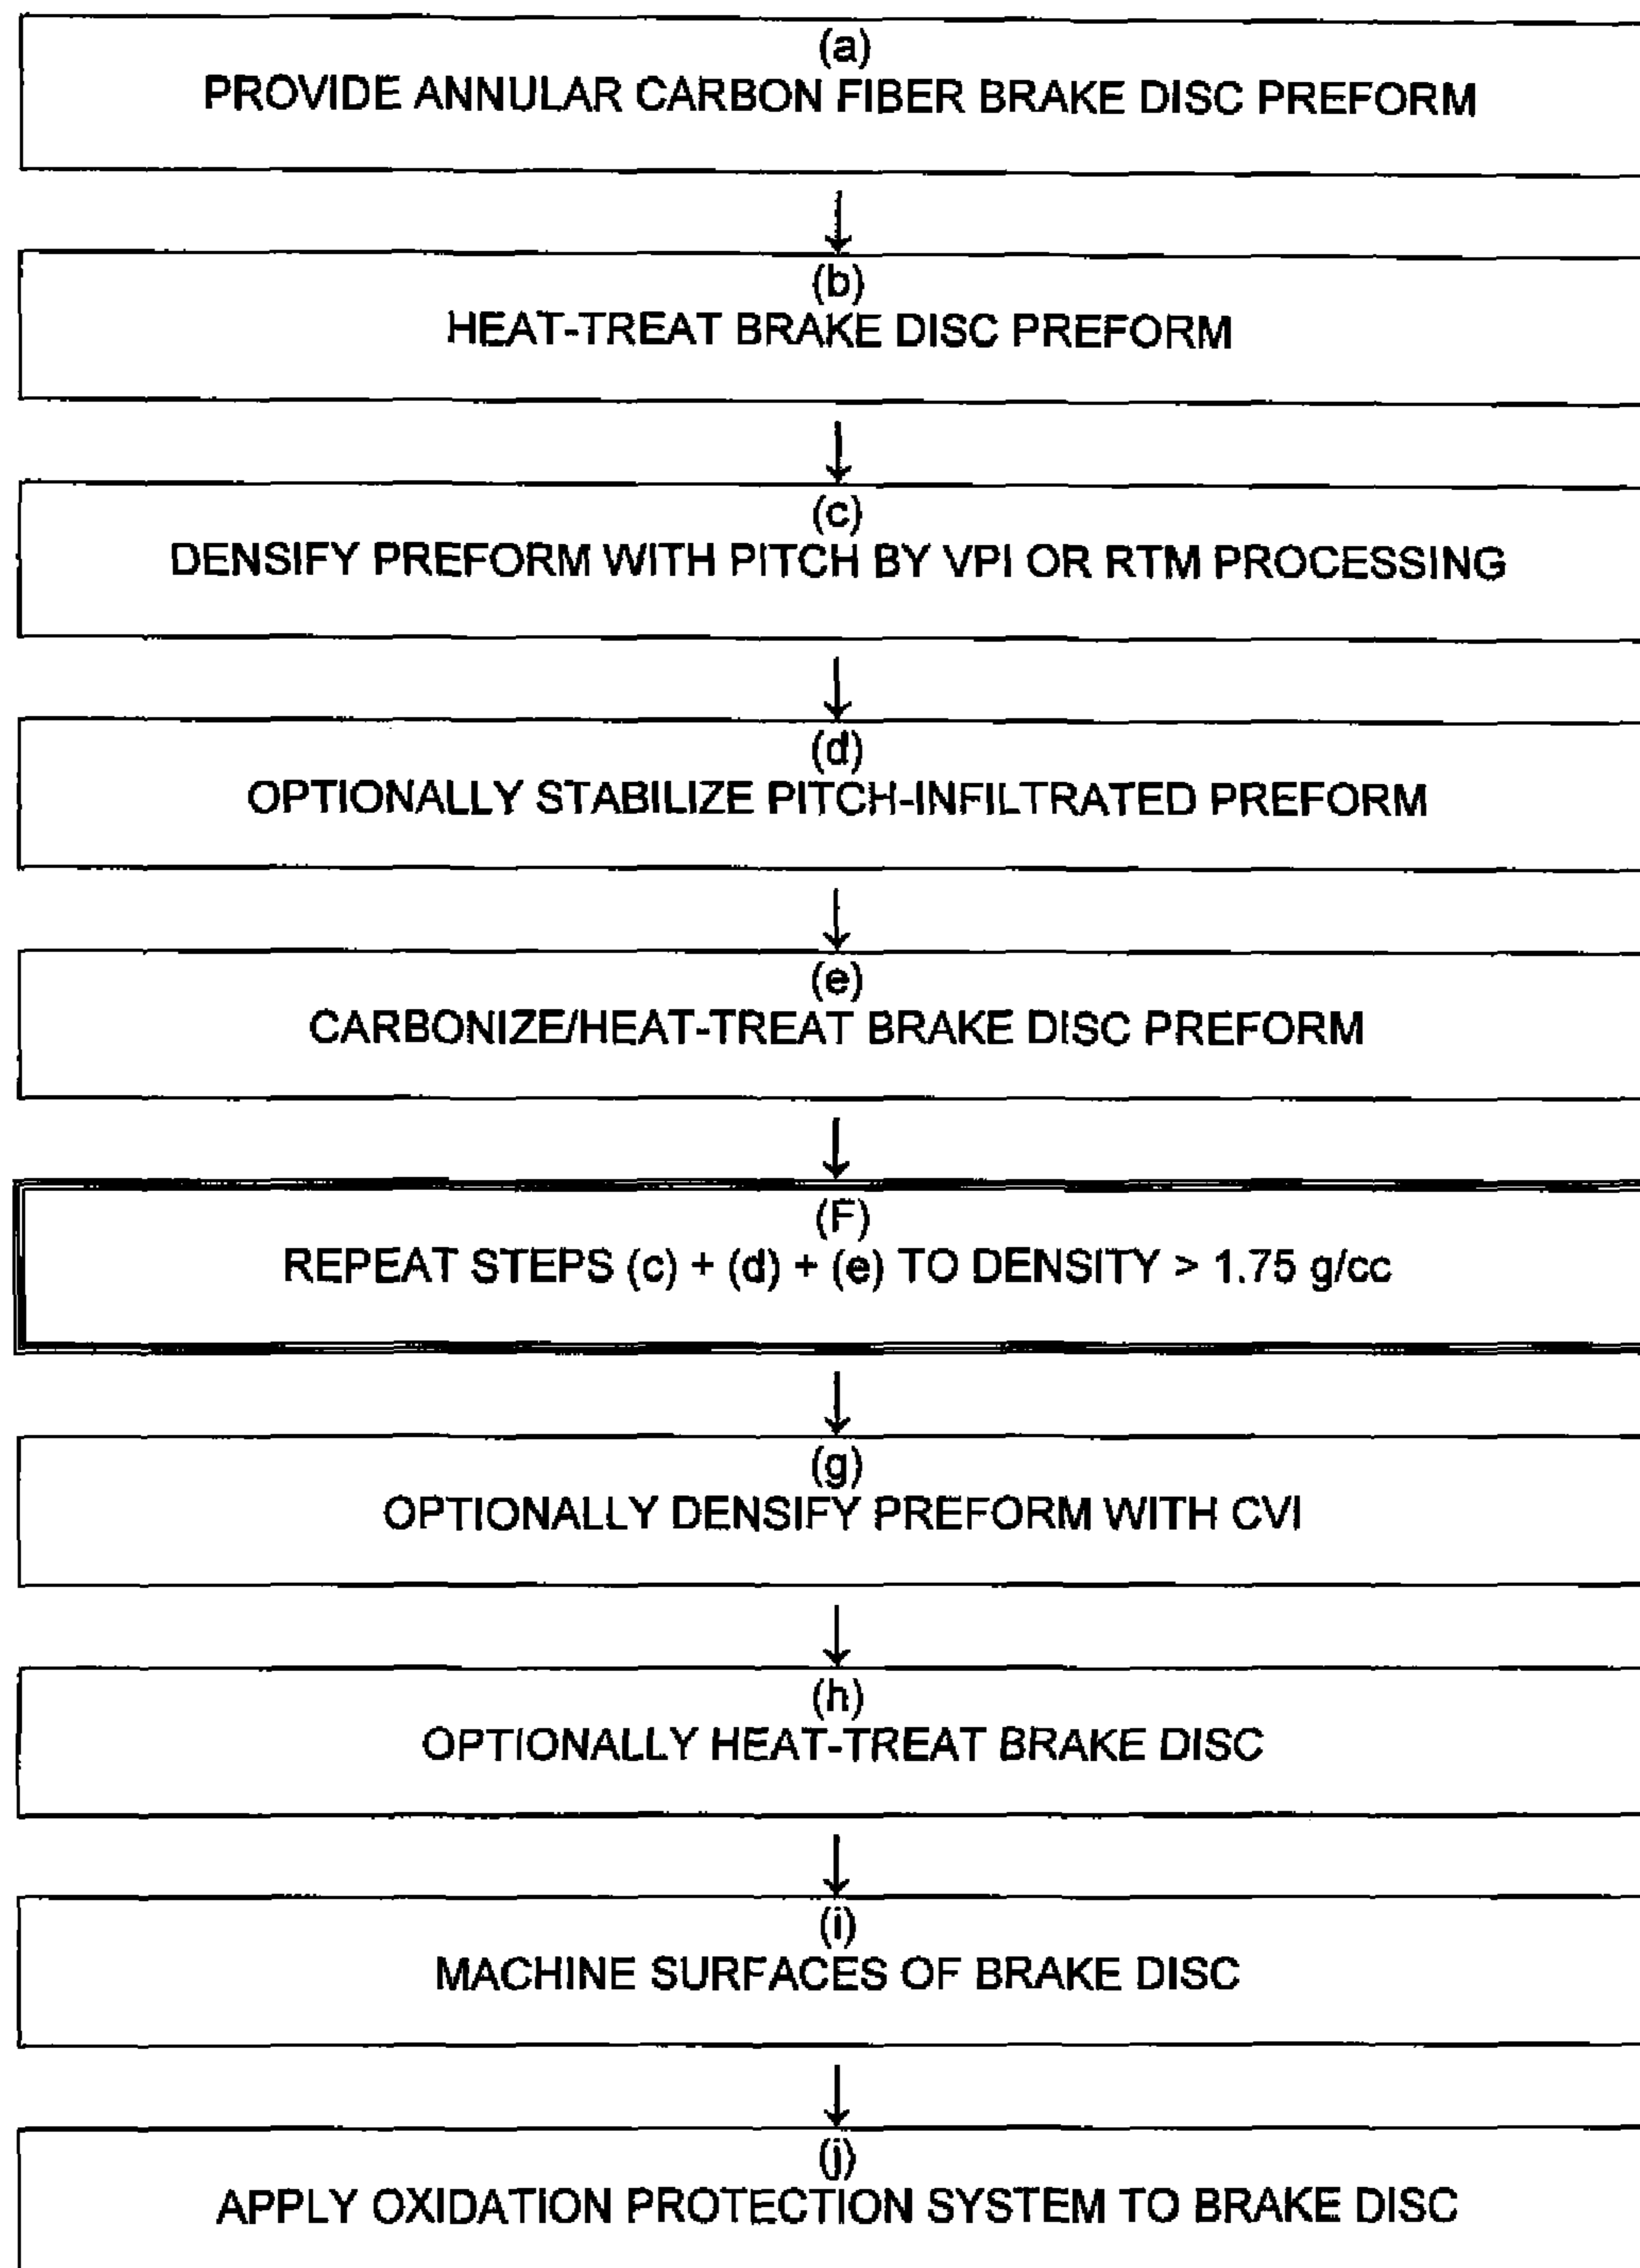 (a)
PROVIDE ANNULAR CARBON FIBER BRAKE DISC PREFORM
(b)
HEAT-TREAT BRAKE DISC PREFORM
(c)
DENSIFY PREFORM WITH PITCH BY VPI OR RTM PROCESSING
(d)
OPTIONALLY STABILIZE PITCH-INFILTRATED PREFORM
(e)
CARBONIZE/HEAT-TREAT BRAKE DISC PREFORM
(F)
REPEAT STEPS (c) + (d) + (e) TO DENSITY > 1.75 g/cc
(g)
OPTIONALLY DENSIFY PREFORM WITH CVI
(h)
OPTIONALLY HEAT-TREAT BRAKE DISC
(i)
MACHINE SURFACES OF BRAKE DISC
(j)
APPLY OXIDATION PROTECTION SYSTEM TO BRAKE DISC